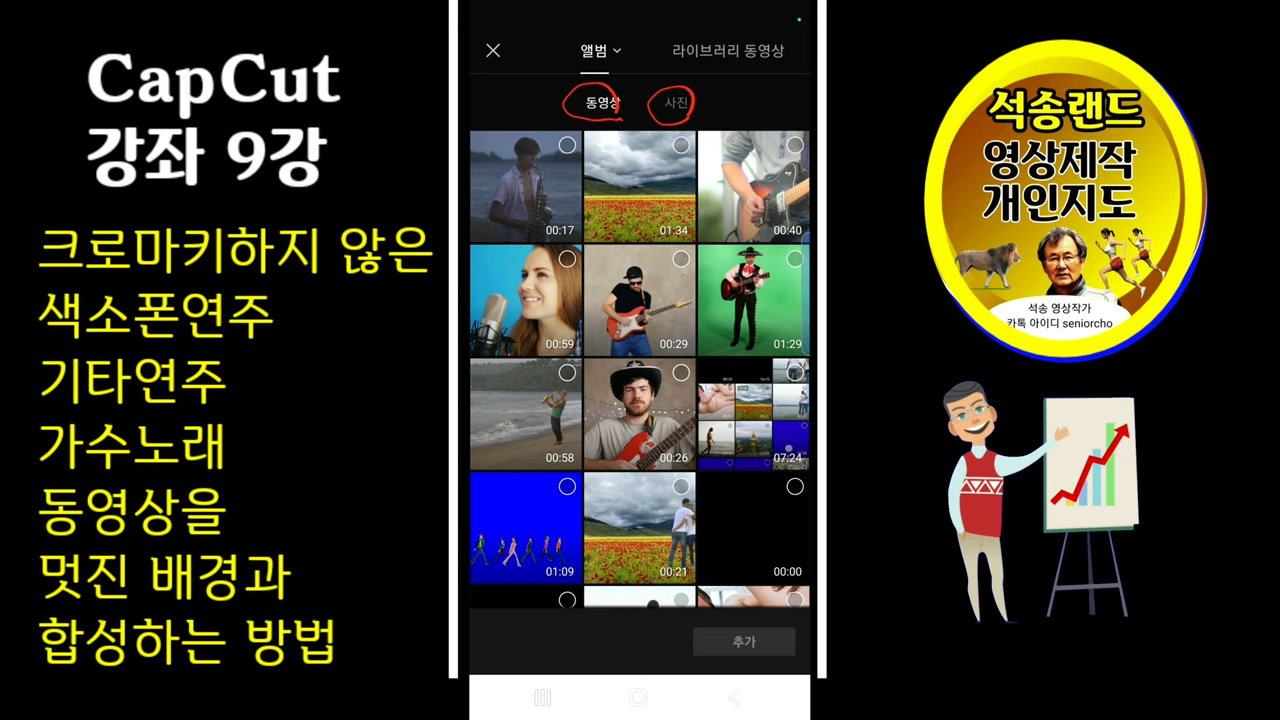 CapCut
강좌 9강
크로마키하지 않은
색소폰연주
기타연주
가수노래
동영상을
멋진 배경과
합성하는 방법
앨범
라이브러리 동영상
동영상
사진
00:17
01:34
00:40
00:59
00:29
01:29
00:58
00:26
07:24
01:09
00:21
00:00
추가
석송랜드
영상제작
개인지도
석송 영상작가
카톡 아이디 seniorcho